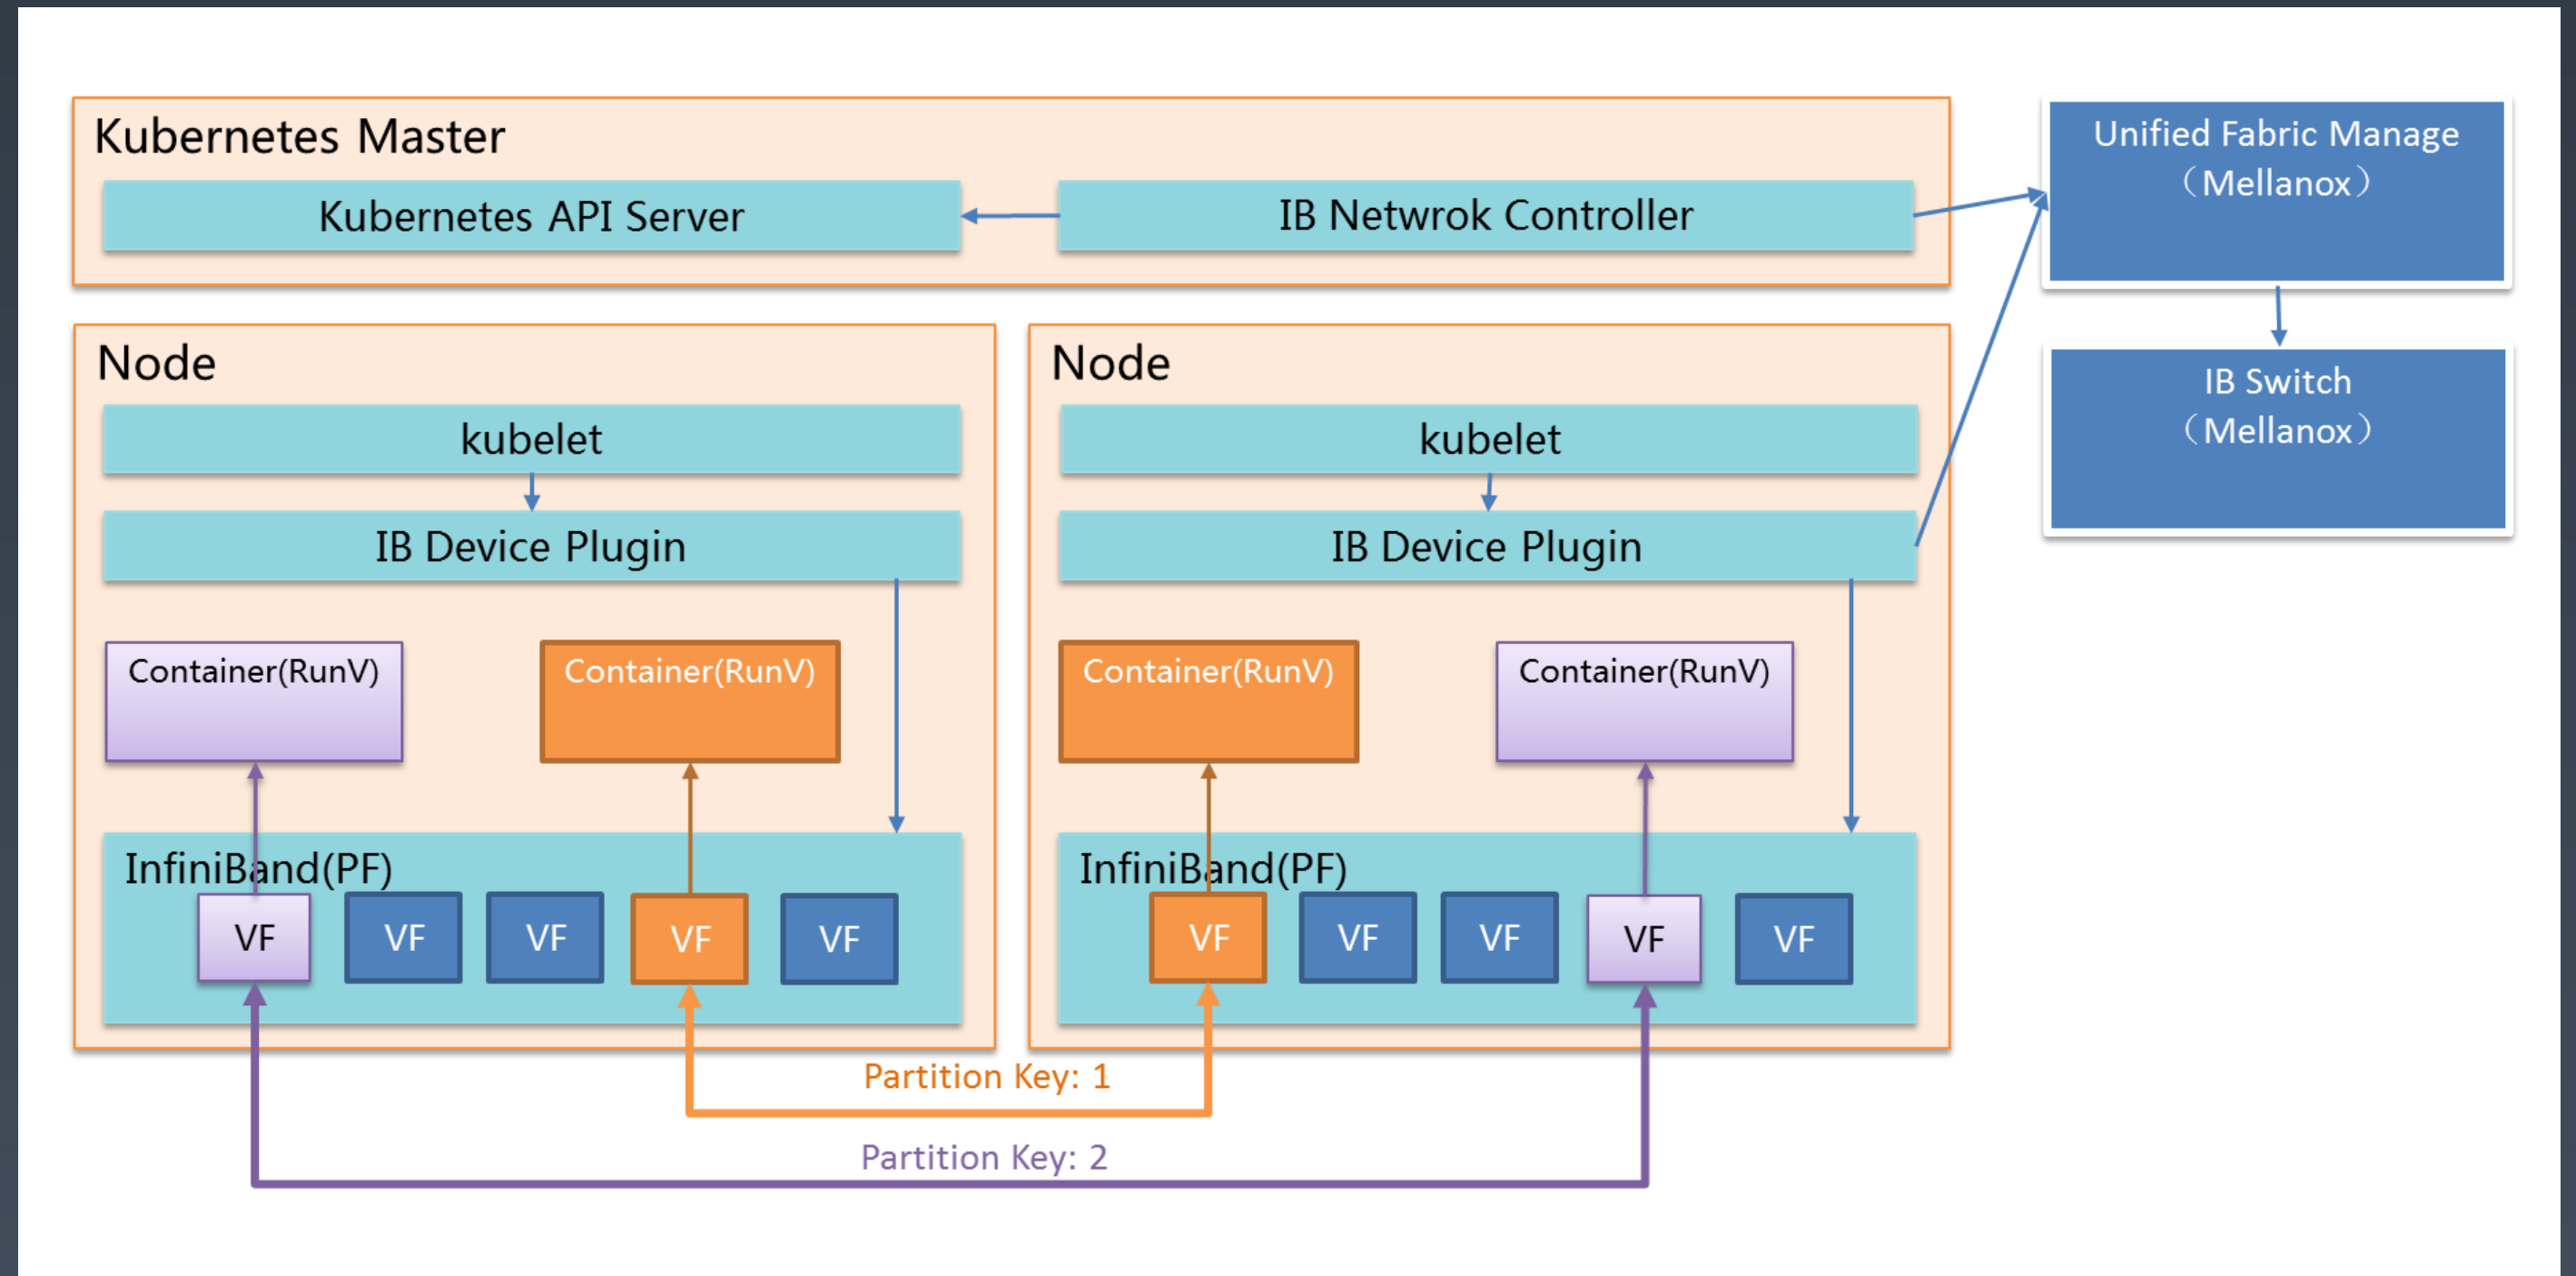 Kubernetes Master
Kubernetes API Server
IB Netwrok Controller
Unified Fabric Manage
（Mellanox）
IB Switch
（Mellanox）
Node
kubelet
IB Device Plugin
Container(RunV)
Container(RunV)
InfiniBand(PF)
VF
VF
VF
VF
VF
Node
kubelet
IB Device Plugin
Container(RunV)
Container(RunV)
InfiniBand(PF)
VF
VF
VF
VF
VF
Partition Key: 1
Partition Key: 2